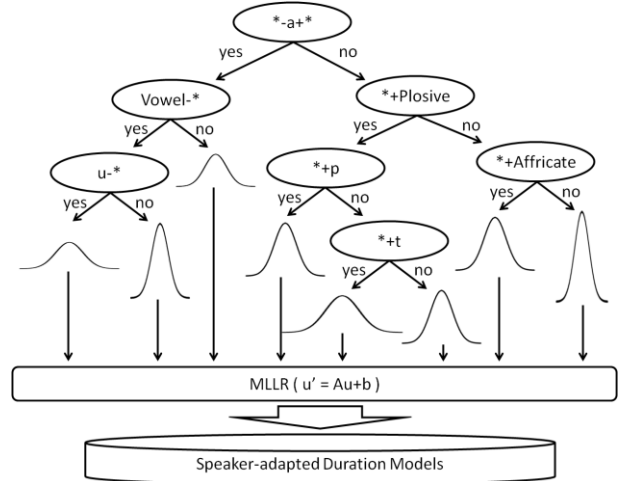 *-a+*
yes no
Vowel-* *+Plosive
yes no yes no
u-* *+p *+Affricate
yes no yes no yes no
*+t
yes no
MLLR ( u’ = Au+b )
Speaker-adapted Duration Models